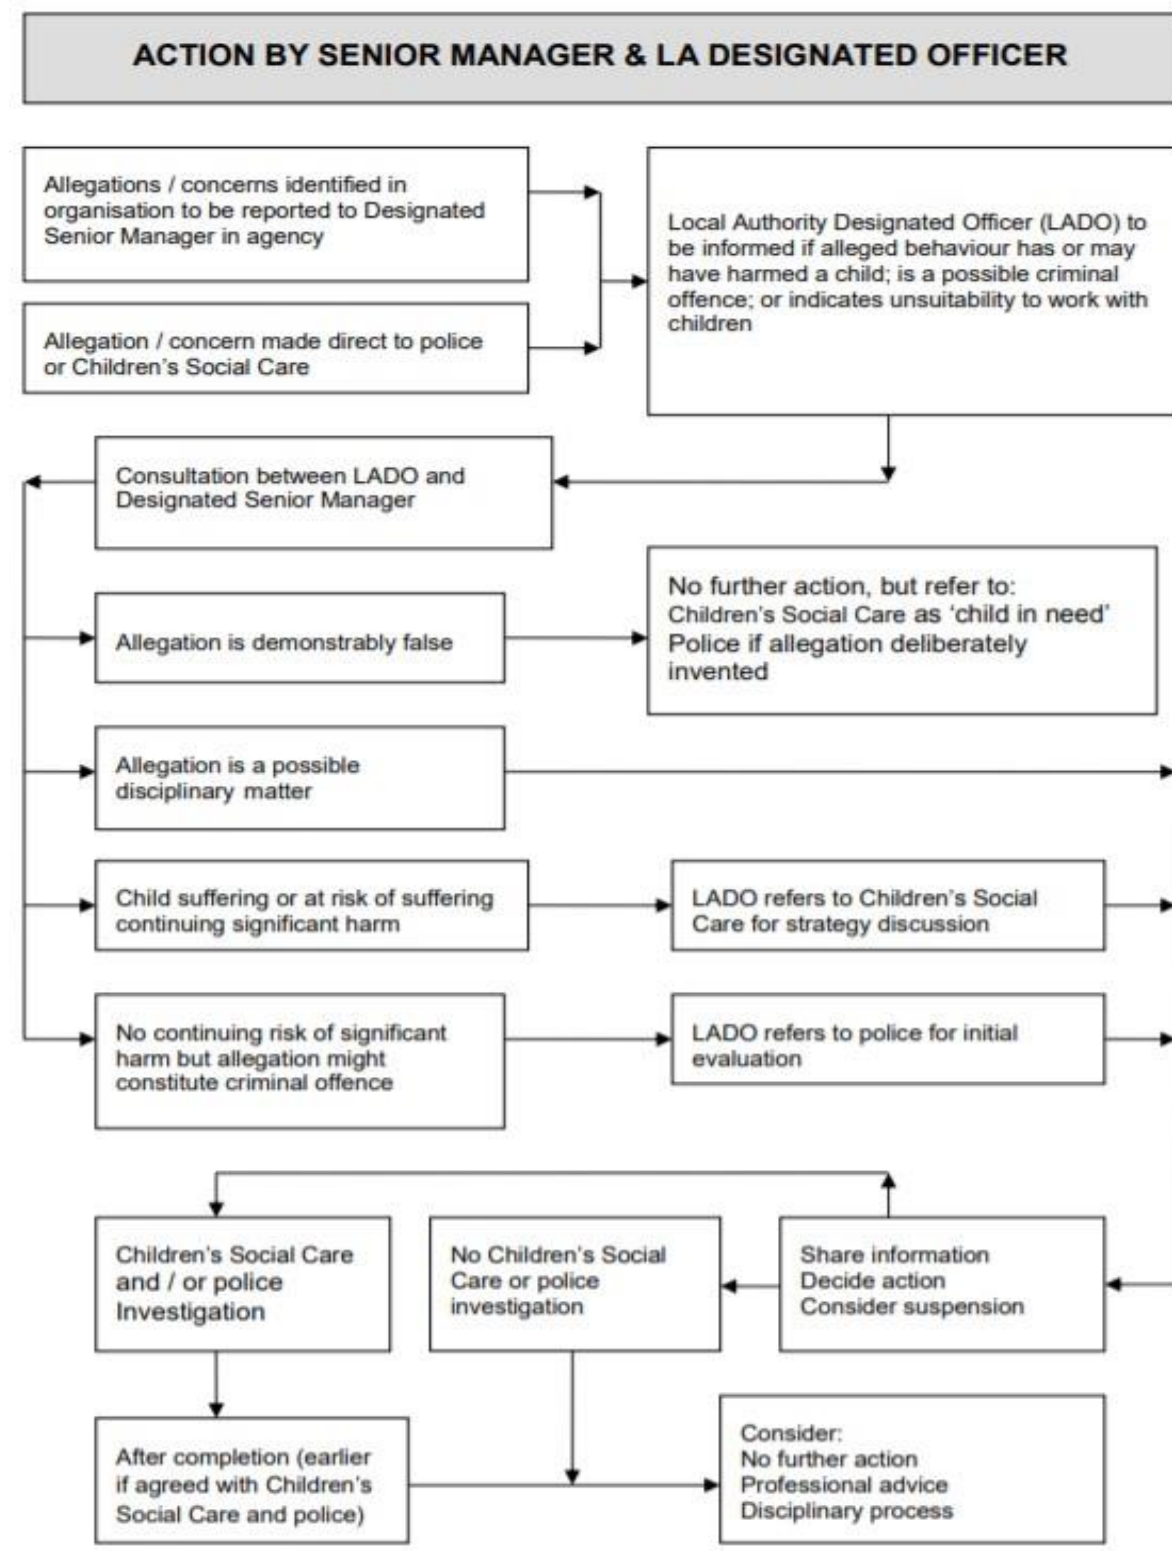 ACTION BY SENIOR MANAGER & LA DESIGNATED OFFICER
Allegations / concerns identified in
organisation to be reported to Designated
Senior Manager in agency
Local Authority Designated Officer (LADO) to
be informed if alleged behaviour has or may
have harmed a child; is a possible criminal
offence; or indicates unsuitability to work with
children
Allegation / concern made direct to police
or Children's Social Care
Consultation between LADO and
Designated Senior Manager
No further action, but refer to:
Children's Social Care as ‘child in need’
Police if allegation deliberately
invented
Allegation is demonstrably false
Allegation is a possible
disciplinary matter
Child suffering or at risk of suffering
continuing significant harm
LADO refers to Children's Social
Care for strategy discussion
No continuing risk of significant
harm but allegation might
constitute criminal offence
LADO refers to police for initial
evaluation
Children's Social Care
and / or police
Investigation
No Children's Social
Care or police
investigation
Share information
Decide action
Consider suspension
After completion (earlier
if agreed with Children's
Social Care and police)
Consider:
No further action
Professional advice
Disciplinary process